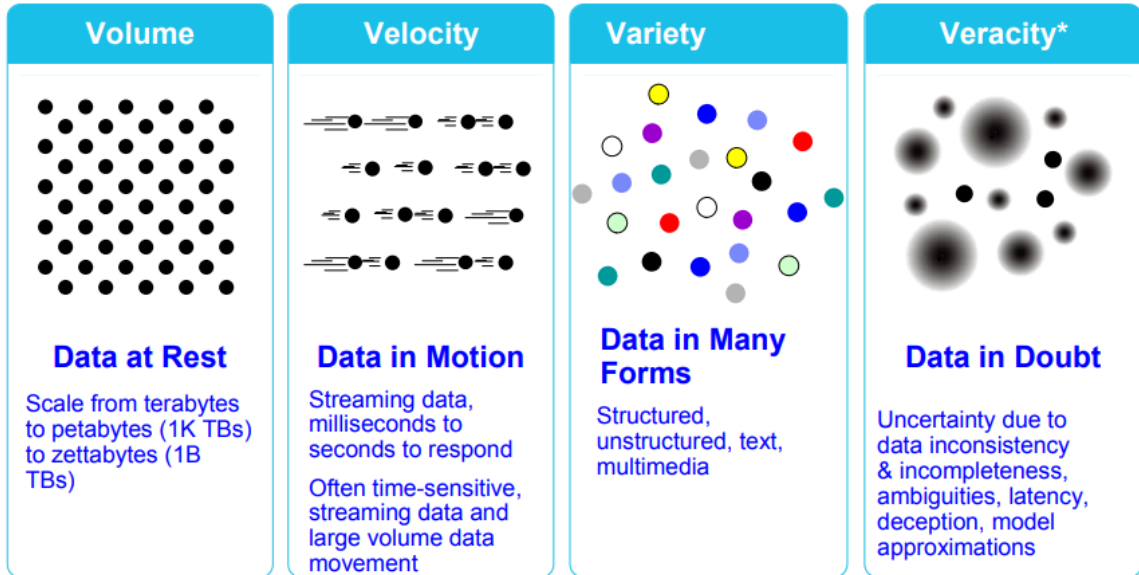 Volume
Data at Rest
Scale from terabytes
to petabytes (1K TBs)
to zettabytes (1B
TBs)
Velocity
Data in Motion
Streaming data,
milliseconds to
seconds to respond
Often time-sensitive,
streaming data and
large volume data
movement
Variety
Data in Many
Forms
Structured,
unstructured, text,
multimedia
Veracity*
Data in Doubt
Uncertainty due to
data inconsistency
& incompleteness,
ambiguities, latency,
deception, model
approximations